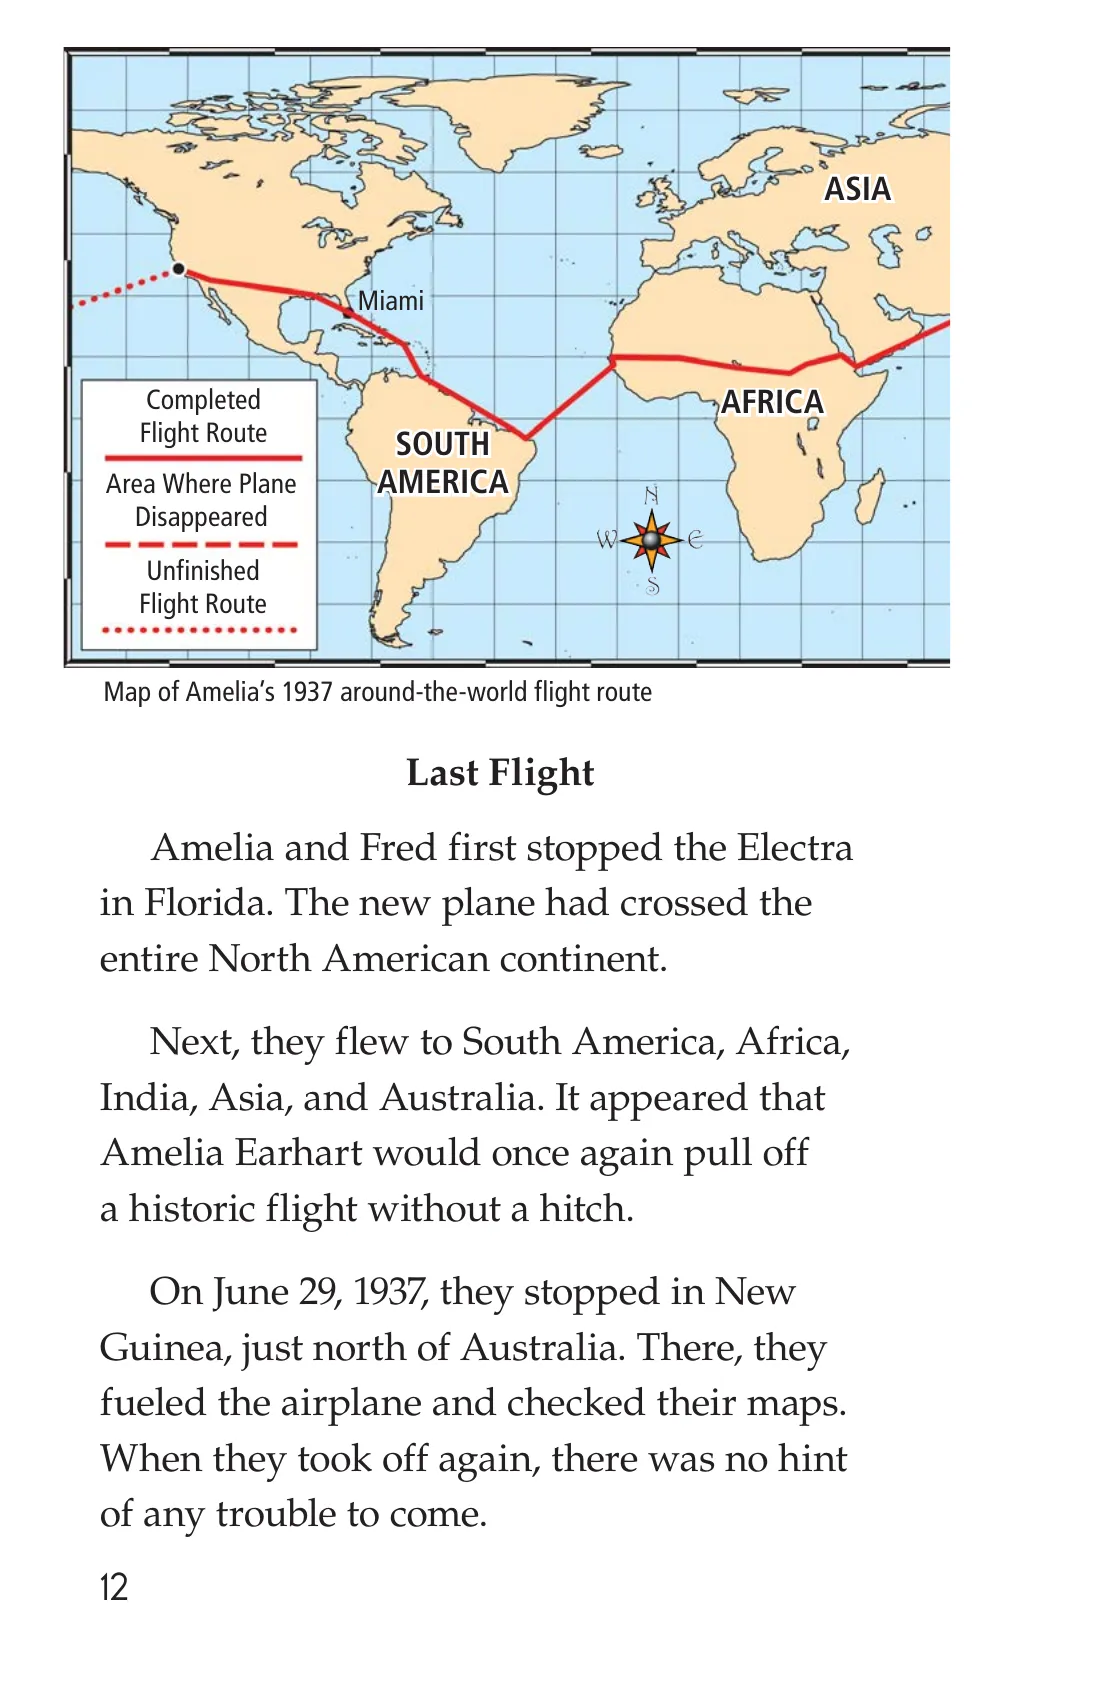 ASIA
Miami
AFRICA
SOUTH
AMERICA
Completed
Flight Route
Area Where Plane
Disappeared
Unfinished
Flight Route
N
W E
S
Map of Amelia’s 1937 around-the-world flight route
Last Flight
Amelia and Fred first stopped the Electra
in Florida. The new plane had crossed the
entire North American continent.
Next, they flew to South America, Africa,
India, Asia, and Australia. It appeared that
Amelia Earhart would once again pull off
a historic flight without a hitch.
On June 29, 1937, they stopped in New
Guinea, just north of Australia. There, they
fueled the airplane and checked their maps.
When they took off again, there was no hint
of any trouble to come.
12